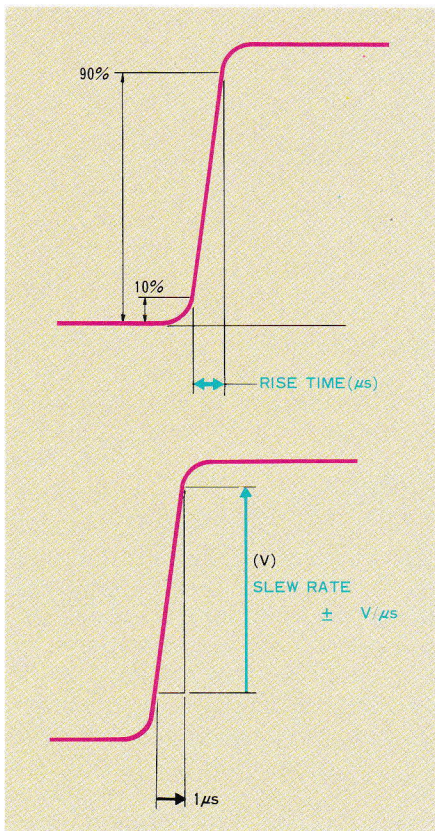 90%
10%
RISE TIME(μs)
(V)
SLEW RATE
± V/μs
1μs